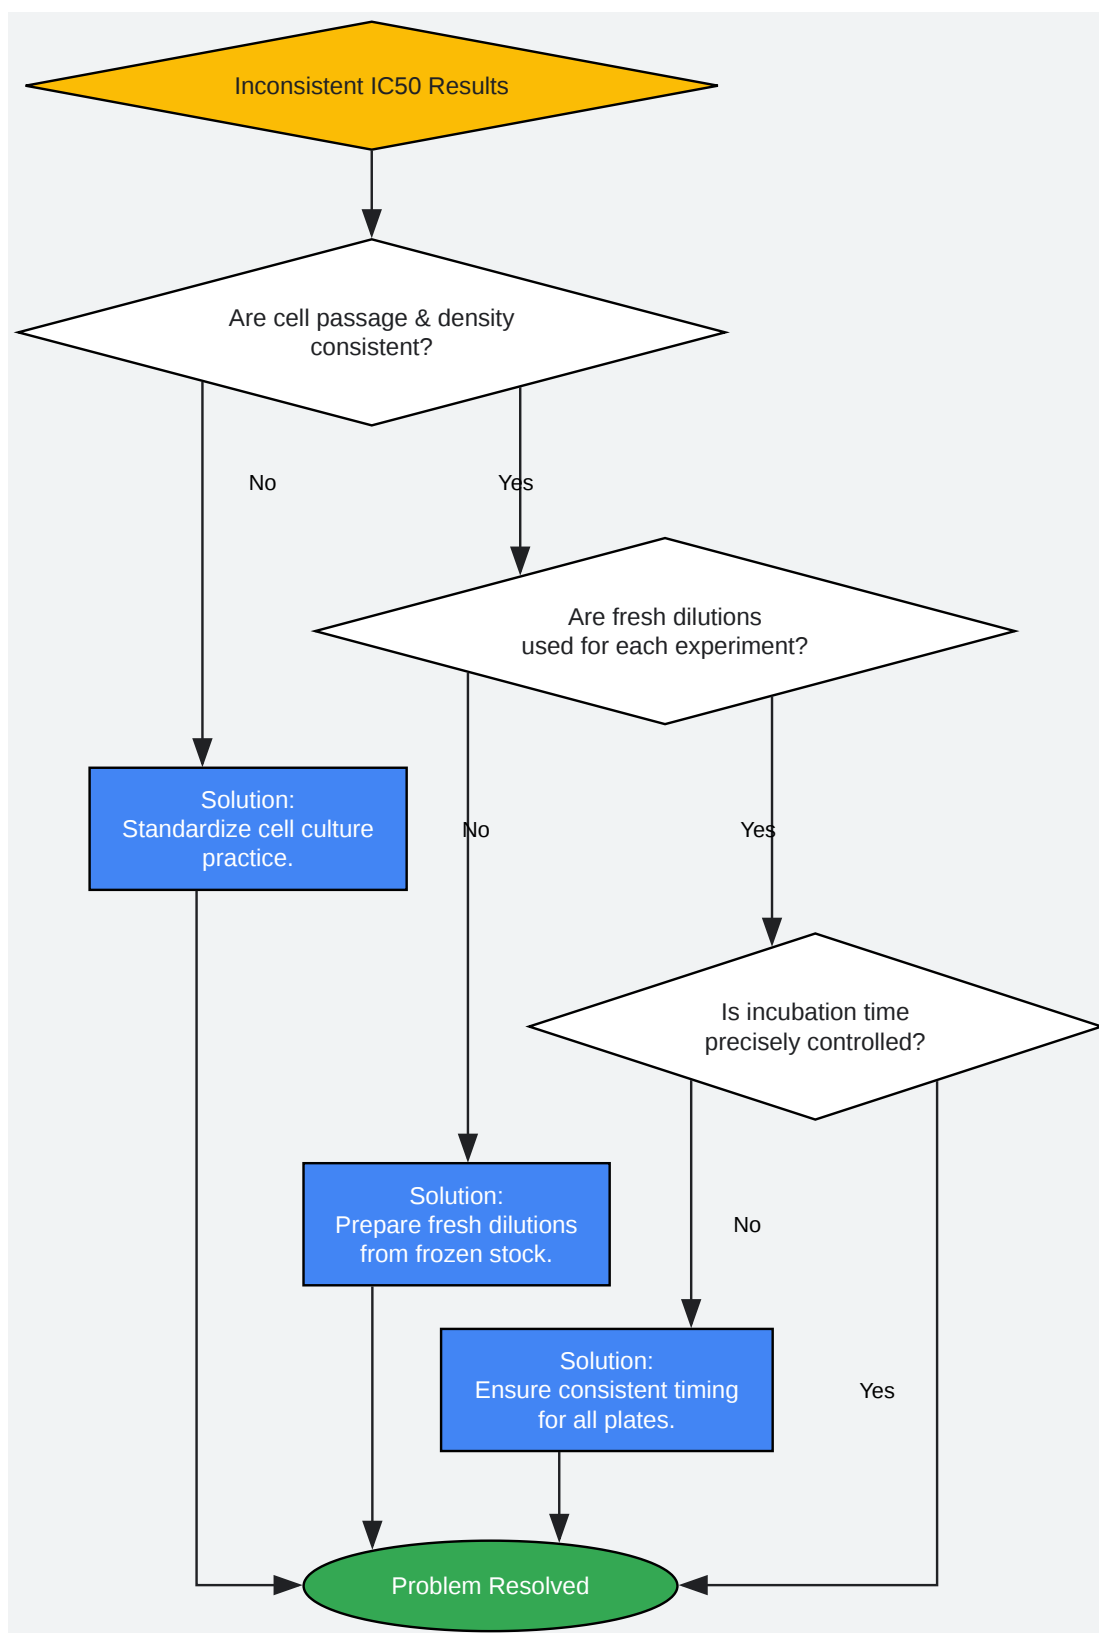 Inconsistent IC50 Results
Are cell passage & density
consistent?
No
Yes
Are fresh dilutions
used for each experiment?
Solution:
Standardize cell culture
practice.
No
Yes
Is incubation time
precisely controlled?
Solution:
Prepare fresh dilutions
from frozen stock.
No
Solution:
Ensure consistent timing
for all plates.
Yes
Problem Resolved